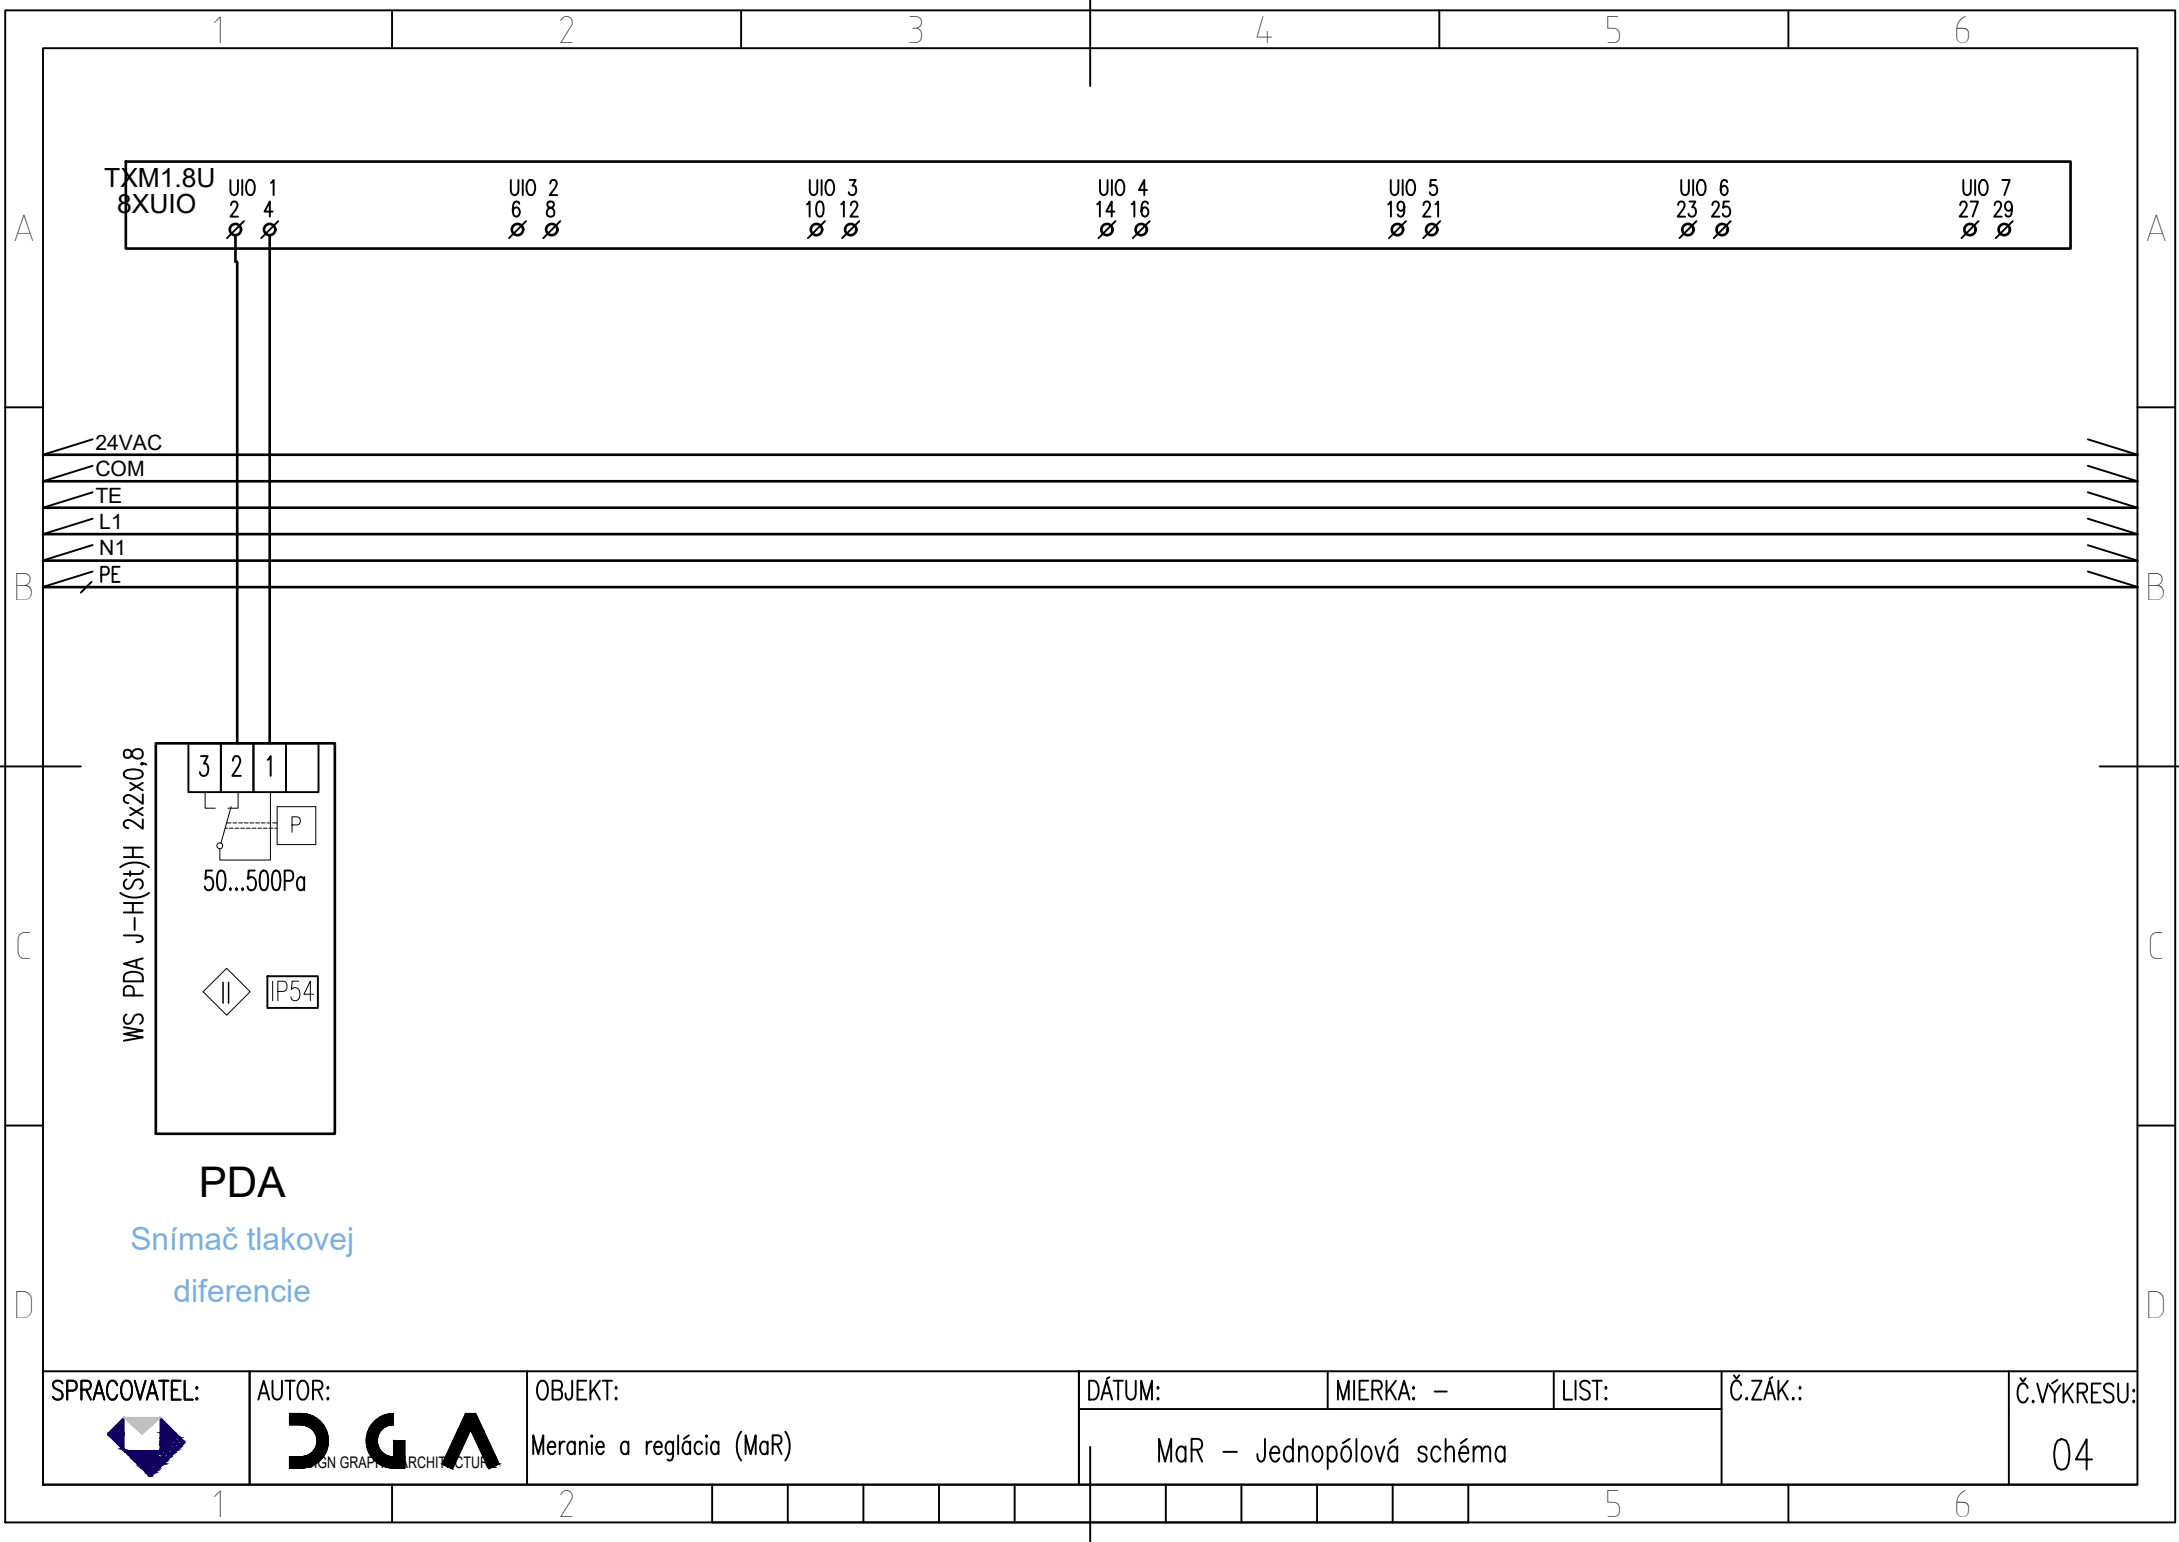 1 2 3 4 5 6
TXM1.8U
8XUIO
UIO 1 UIO 2 UIO 3 UIO 4 UIO 5 UIO 6 UIO 7
2 4 6 8 10 12 14 16 19 21 23 25 27 29
A A
24VAC
COM
TE
L1
N1
PE
B B
WS PDA J-H(St)H 2x2x0,8
3 2 1
P
50...500Pa
C C
II IP54
PDA
Snímač tlakovej
diferencie
D D
SPRACOVATEL: AUTOR: OBJEKT: DÁTUM: MIERKA: - LIST: Č.ZÁK.: Č.VÝKRESU:
DGA
Meranie a reglácia (MaR)
MaR - Jednopólová schéma
04
1 2 5 6